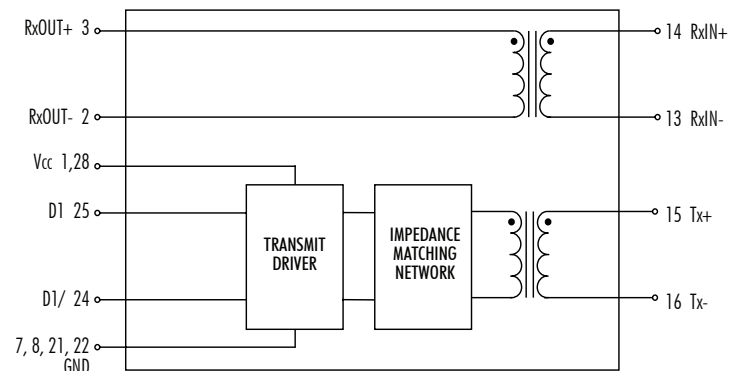 RxOUT+ 3
14 RxIN+
RxOUT- 2
13 RxIN-
Vcc 1,28
D1 25
15 Tx+
TRANSMIT
DRIVER
IMPEDANCE
MATCHING
NETWORK
D1/ 24
16 Tx-
7, 8, 21, 22
GND